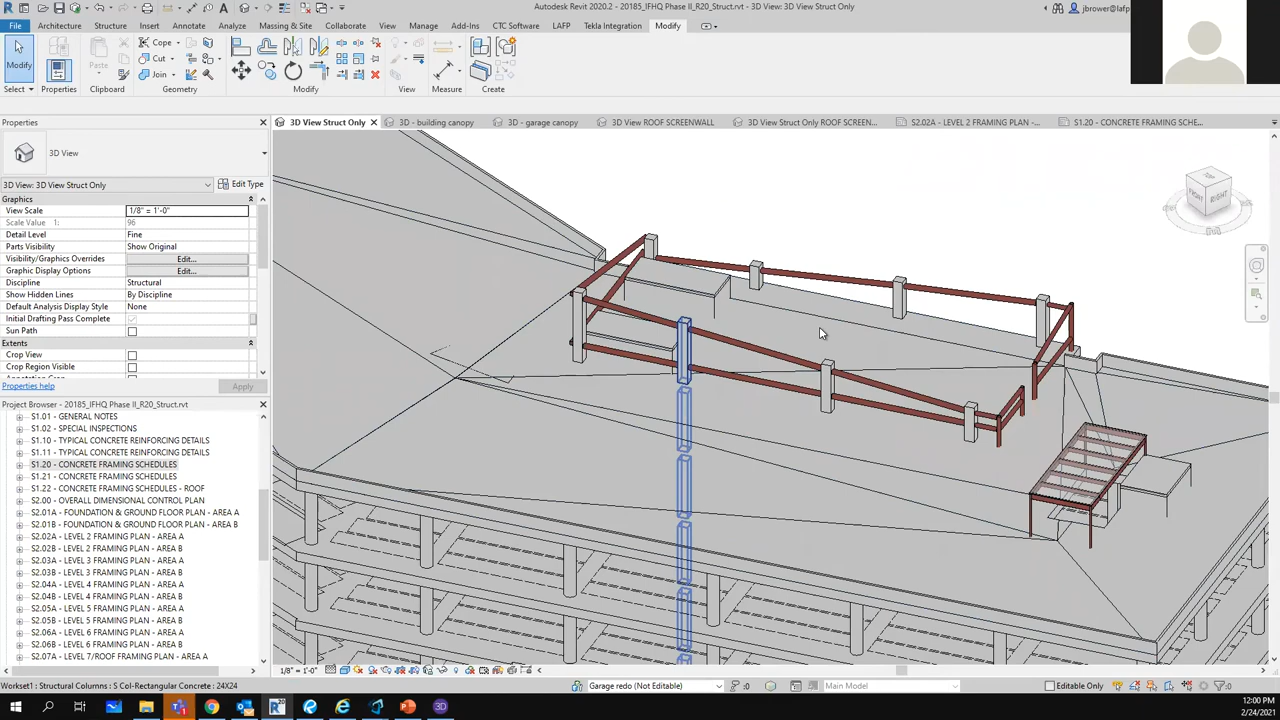 Autodesk Revit 2020.2 - 20185_IFHQ Phase II_R20_Struct.rvt - 3D View: 3D View Struct Only
jbrower@lafp
File Architecture Structure Steel Systems Insert Annotate Analyze Massing & Site Collaborate View Manage Add-Ins CTC Software LAFP Tekla Integration Modify
Modify Paste Cope Cut Join
Select Properties Clipboard Geometry Modify View Measure Create
Properties
3D View Struct Only 3D - building canopy 3D - garage canopy 3D View ROOF SCREENWALL 3D View Struct Only ROOF SCREEN... S2.02A - LEVEL 2 FRAMING PLAN -... S1.20 - CONCRETE FRAMING SCHE...
3D View
3D View: 3D View Struct Only Edit Type
Graphics
View Scale 1/8" = 1'-0"
Scale Value 1: 96
Detail Level Fine
Parts Visibility Show Original
Visibility/Graphics Overrides Edit...
Graphic Display Options Edit...
Discipline Structural
Show Hidden Lines By Discipline
Default Analysis Display Style None
Initial Drafting Pass Complete
Sun Path
Extents
Crop View
Crop Region Visible
Properties help Apply
Project Browser - 20185_IFHQ Phase II_R20_Struct.rvt
S1.01 - GENERAL NOTES
S1.02 - SPECIAL INSPECTIONS
S1.10 - TYPICAL CONCRETE REINFORCING DETAILS
S1.11 - TYPICAL CONCRETE REINFORCING DETAILS
S1.20 - CONCRETE FRAMING SCHEDULES
S1.21 - CONCRETE FRAMING SCHEDULES
S1.22 - CONCRETE FRAMING SCHEDULES - ROOF
S2.00 - OVERALL DIMENSIONAL CONTROL PLAN
S2.01A - FOUNDATION & GROUND FLOOR PLAN - AREA A
S2.01B - FOUNDATION & GROUND FLOOR PLAN - AREA B
S2.02A - LEVEL 2 FRAMING PLAN - AREA A
S2.02B - LEVEL 2 FRAMING PLAN - AREA B
S2.03A - LEVEL 3 FRAMING PLAN - AREA A
S2.03B - LEVEL 3 FRAMING PLAN - AREA B
S2.04A - LEVEL 4 FRAMING PLAN - AREA A
S2.04B - LEVEL 4 FRAMING PLAN - AREA B
S2.05A - LEVEL 5 FRAMING PLAN - AREA A
S2.05B - LEVEL 5 FRAMING PLAN - AREA B
S2.06A - LEVEL 6 FRAMING PLAN - AREA A
S2.06B - LEVEL 6 FRAMING PLAN - AREA B
S2.07A - LEVEL 7/ROOF FRAMING PLAN - AREA A
TOP
FRONT RIGHT
1/8" = 1'-0"
Workset1 : Structural Columns : S Col-Rectangular Concrete : 24X24 Garage redo (Not Editable) :0 Main Model Editable Only :0
12:00 PM
2/24/2021